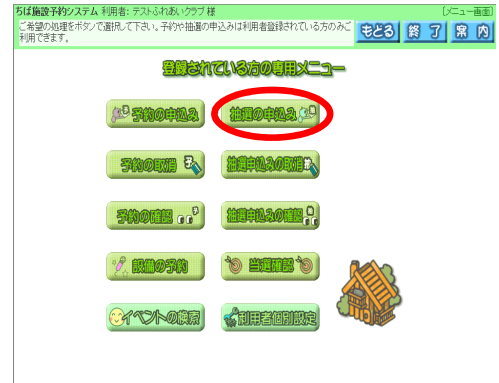 ちば施設予約システム 利用者: テストふれあいクラブ 様
[メニュー画面]
ご希望の処理をボタンで選択して下さい。予約や抽選の申込みは利用者登録されている方のみご
利用できます。
もどる 終 了 案 内
登録されている方の専用メニュー
予約の申込み 抽選の申込み
予約の取消 抽選申込みの取消
予約の確認 抽選申込みの確認
設備の予約 当選確認
イベントの検索 利用者個別設定